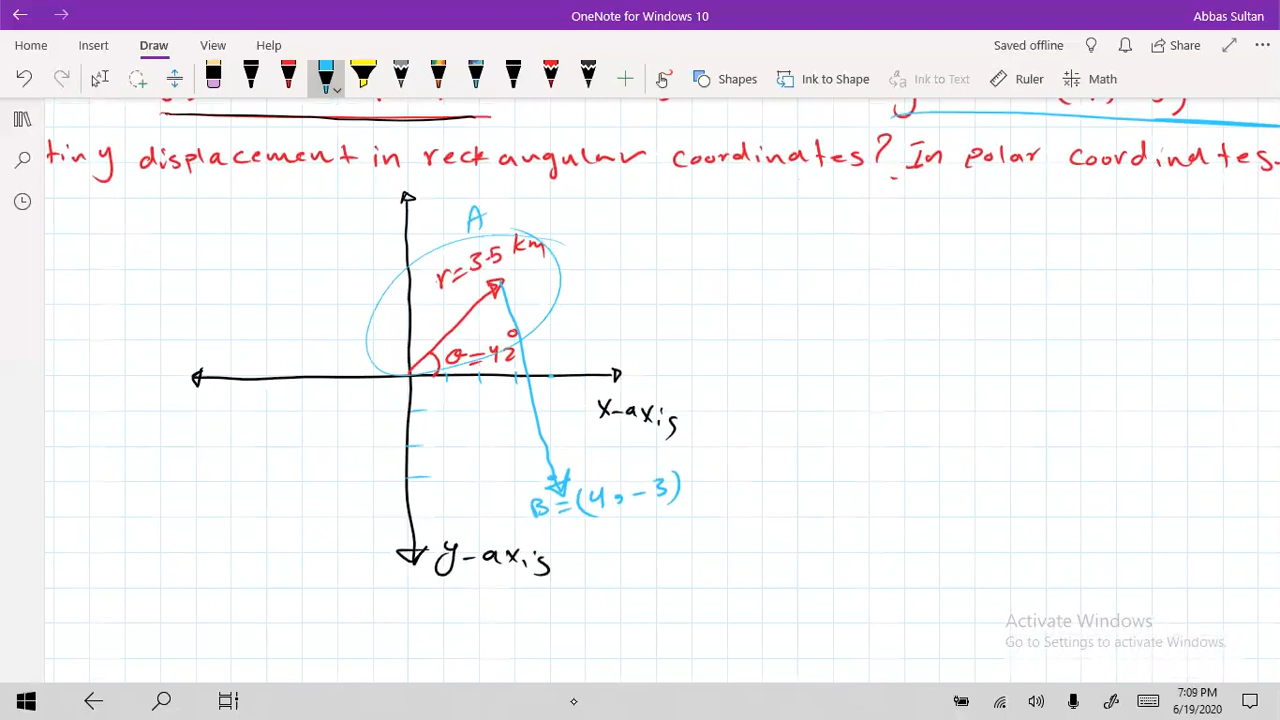 OneNote for Windows 10
Abbas Sultan
Home Insert Draw View Help
Saved offline Share
Shapes Ink to Shape Ink to Text Ruler Math
tiny displacement in reckangular coordinates? In polar coordinates.
A
r=3.5 km
θ=42°
x-axis
B=(4,-3)
y-axis
Activate Windows
Go to Settings to activate Windows.
7:09 PM
6/19/2020